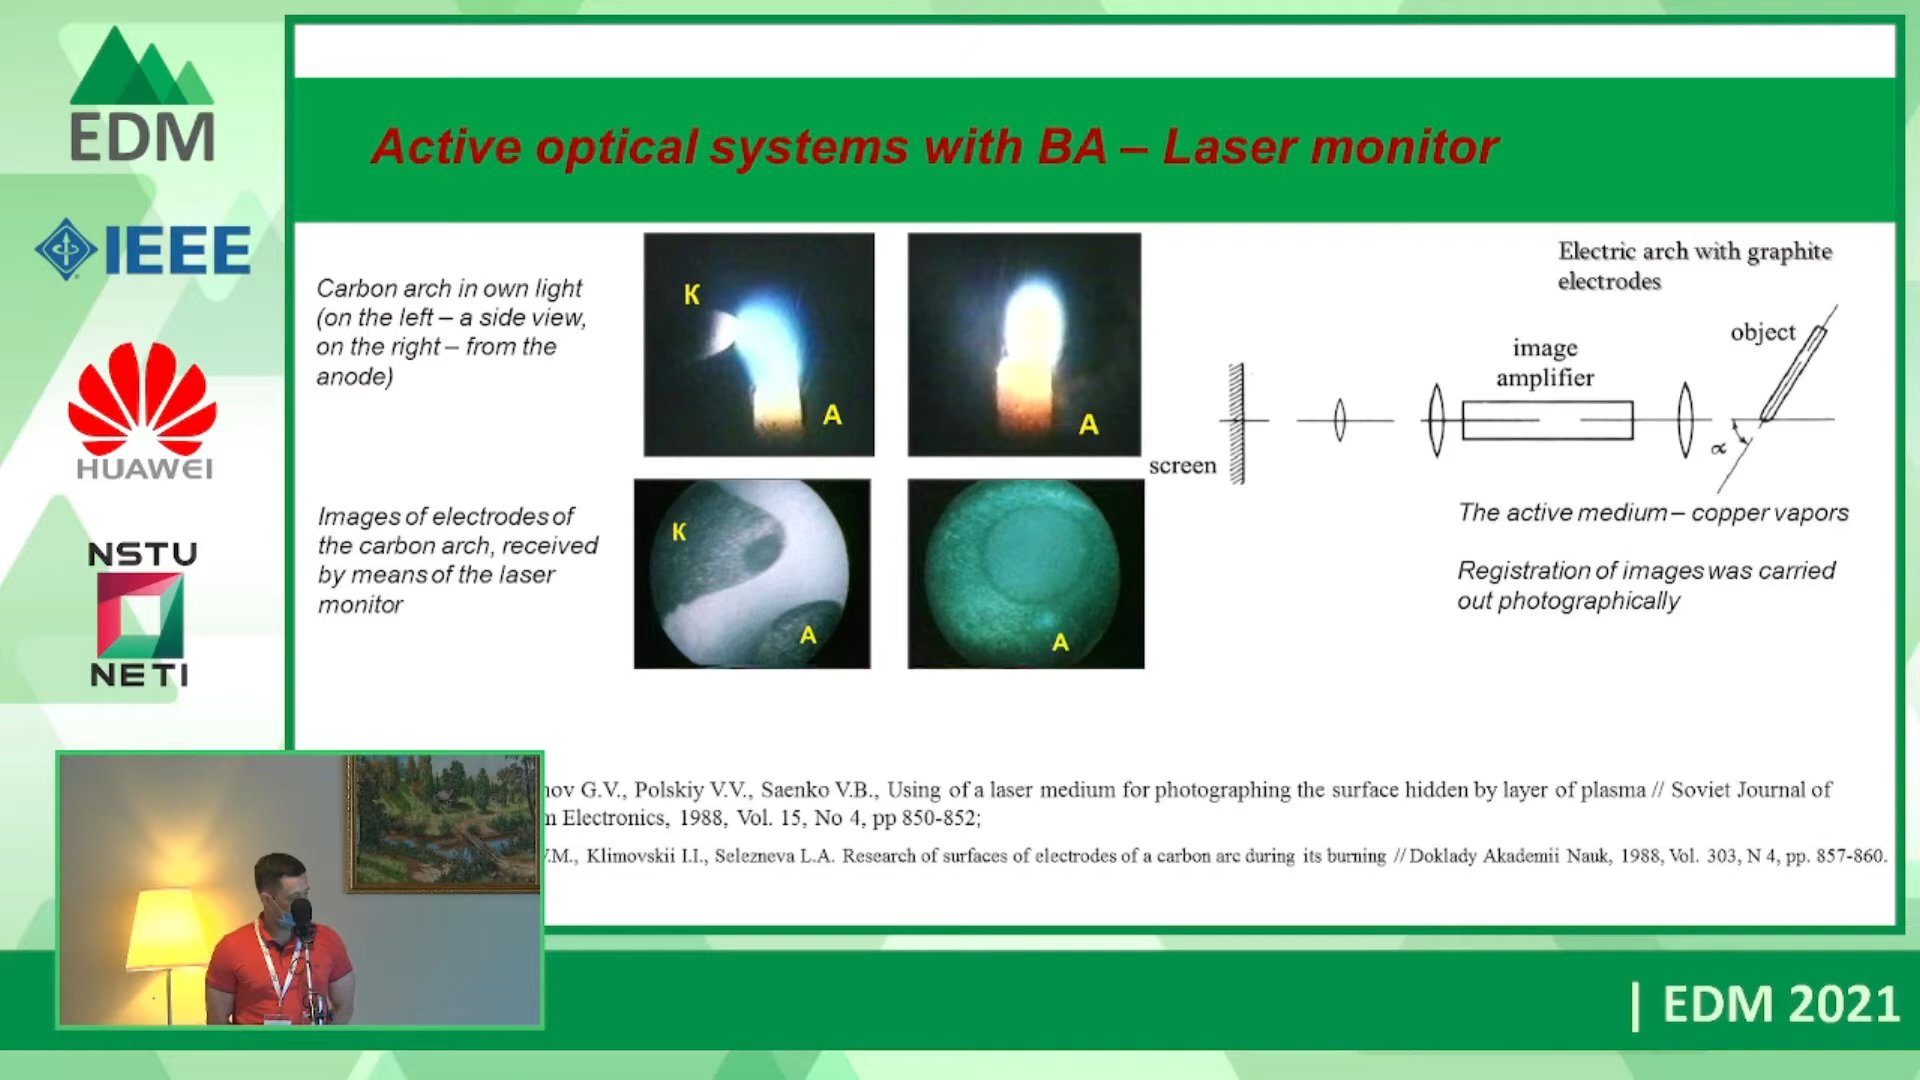 EDM
IEEE
HUAWEI
NSTU
NETI
Active optical systems with BA – Laser monitor
Carbon arch in own light
(on the left – a side view,
on the right – from the
anode)
K
A
A
Images of electrodes of
the carbon arch, received
by means of the laser
monitor
K
A
A
Electric arch with graphite
electrodes
object
image
amplifier
screen
α
The active medium – copper vapors
Registration of images was carried
out photographically
nov G.V., Polskiy V.V., Saenko V.B., Using of a laser medium for photographing the surface hidden by layer of plasma // Soviet Journal of
m Electronics, 1988, Vol. 15, No 4, pp 850-852;
V.M., Klimovskii I.I., Selezneva L.A. Research of surfaces of electrodes of a carbon arc during its burning // Doklady Akademii Nauk, 1988, Vol. 303, N 4, pp. 857-860.
| EDM 2021